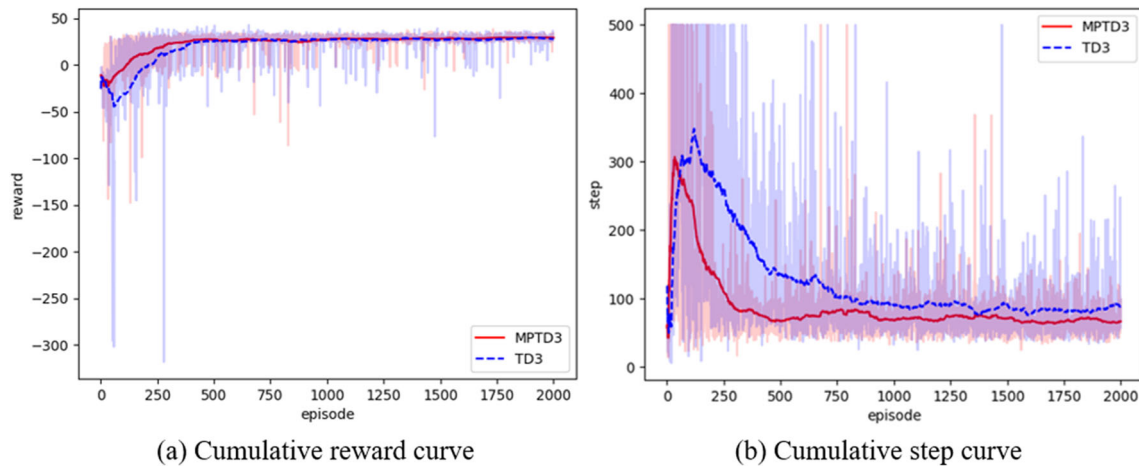 50
0
−50
−100
−150
−200
−250
−300
reward
MPTD3
TD3
0 250 500 750 1000 1250 1500 1750 2000
episode
(a) Cumulative reward curve
500
400
300
200
100
0
step
MPTD3
TD3
0 250 500 750 1000 1250 1500 1750 2000
episode
(b) Cumulative step curve